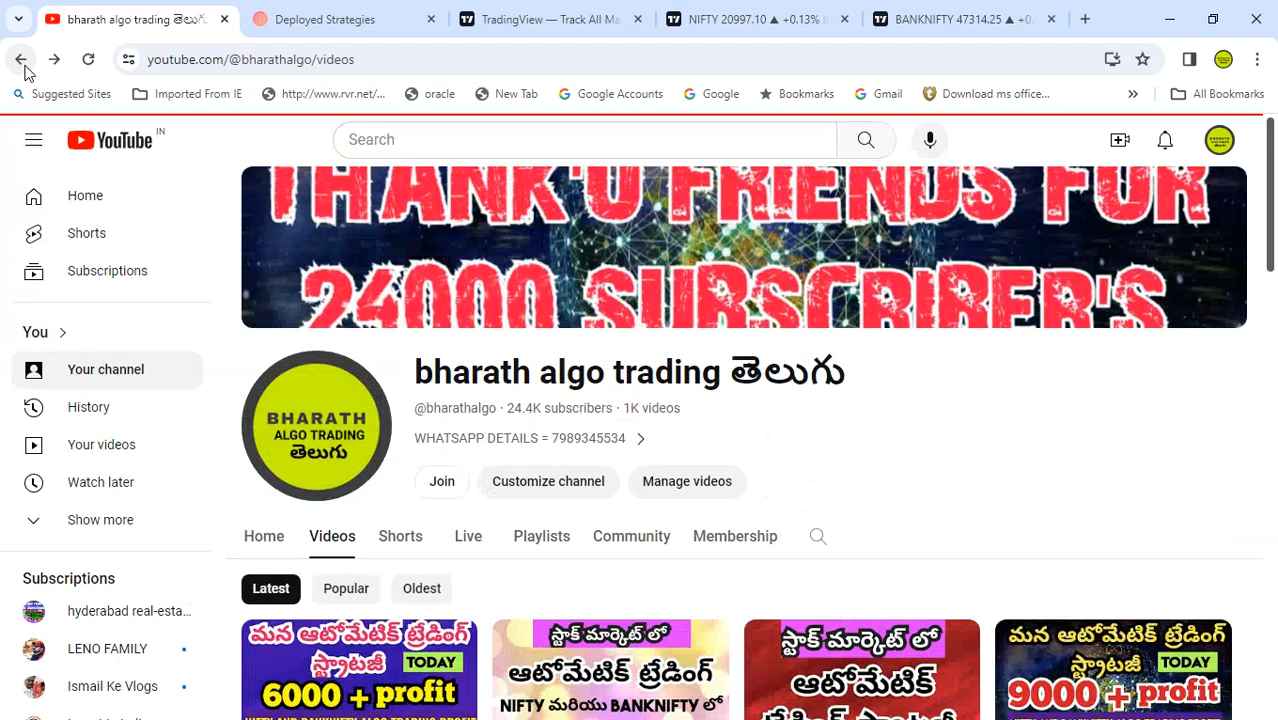 bharath algo trading తెలుగు
Deployed Strategies
TradingView — Track All Ma
NIFTY 20997.10 ▲ +0.13%
BANKNIFTY 47314.25 ▲ +0.
youtube.com/@bharathalgo/videos
Suggested Sites
Imported From IE
http://www.rvr.net/...
oracle
New Tab
Google Accounts
Google
Bookmarks
Gmail
Download ms office...
All Bookmarks
YouTube IN
Search
THANK'U FRIENDS FOR
24000 SUBSCRIBER'S
Home
Shorts
Subscriptions
You
Your channel
History
Your videos
Watch later
Show more
Subscriptions
hyderabad real-esta...
LENO FAMILY
Ismail Ke Vlogs
BHARATH
ALGO TRADING
తెలుగు
bharath algo trading తెలుగు
@bharathalgo · 24.4K subscribers · 1K videos
WHATSAPP DETAILS = 7989345534
Join
Customize channel
Manage videos
Home
Videos
Shorts
Live
Playlists
Community
Membership
Latest
Popular
Oldest
మన ఆటోమేటిక్ ట్రేడింగ్
స్ట్రాటజీ TODAY
6000 + profit
NIFTY AND BANKNIFTY ALGO TRADING PROFIT
స్టాక్ మార్కెట్ లో
ఆటోమేటిక్ ట్రేడింగ్
NIFTY మరియు BANKNIFTY లో
స్టాక్ మార్కెట్ లో
ఆటోమేటిక్
మన ఆటోమేటిక్ ట్రేడింగ్
స్ట్రాటజీ TODAY
9000 + profit